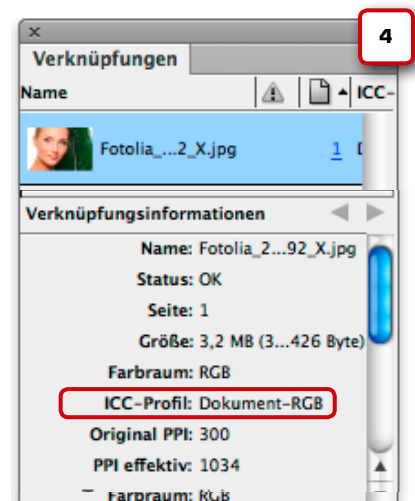 4
Verknüpfungen
Name ICC-
Fotolia_...2_X.jpg 1
Verknüpfungsinformationen
Name: Fotolia_2...92_X.jpg
Status: OK
Seite: 1
Größe: 3,2 MB (3...426 Byte)
Farbraum: RGB
ICC-Profil: Dokument-RGB
Original PPI: 300
PPI effektiv: 1034
Farbraum: RGB